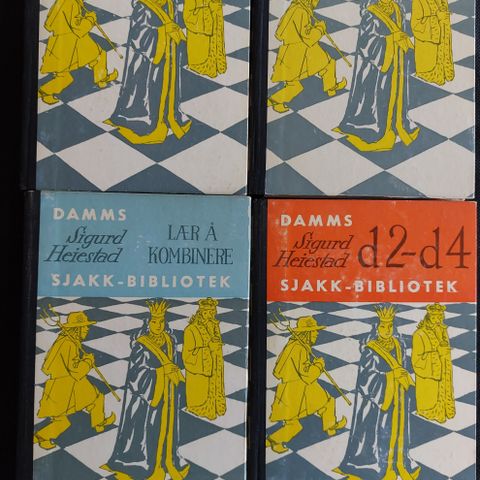 DAMMS
Sigurd
Heiestad
LÆR Å
KOMBINERE
SJAKK-BIBLIOTEK
DAMMS
Sigurd
Heiestad
d2-d4
SJAKK-BIBLIOTEK